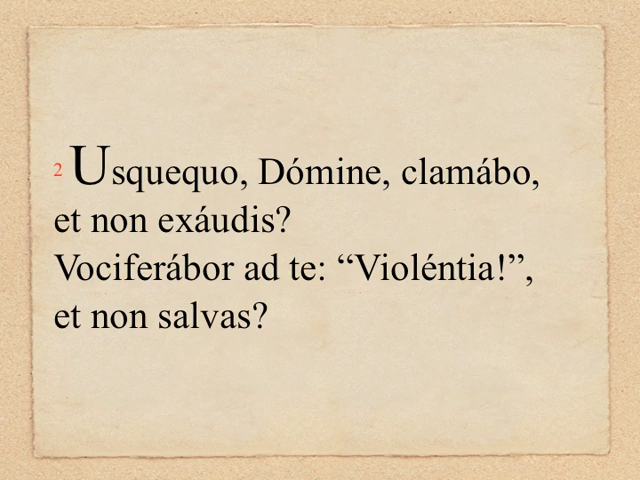 2 Usquequo, Dómine, clamábo,
et non exáudis?
Vociferábor ad te: “Violéntia!”,
et non salvas?